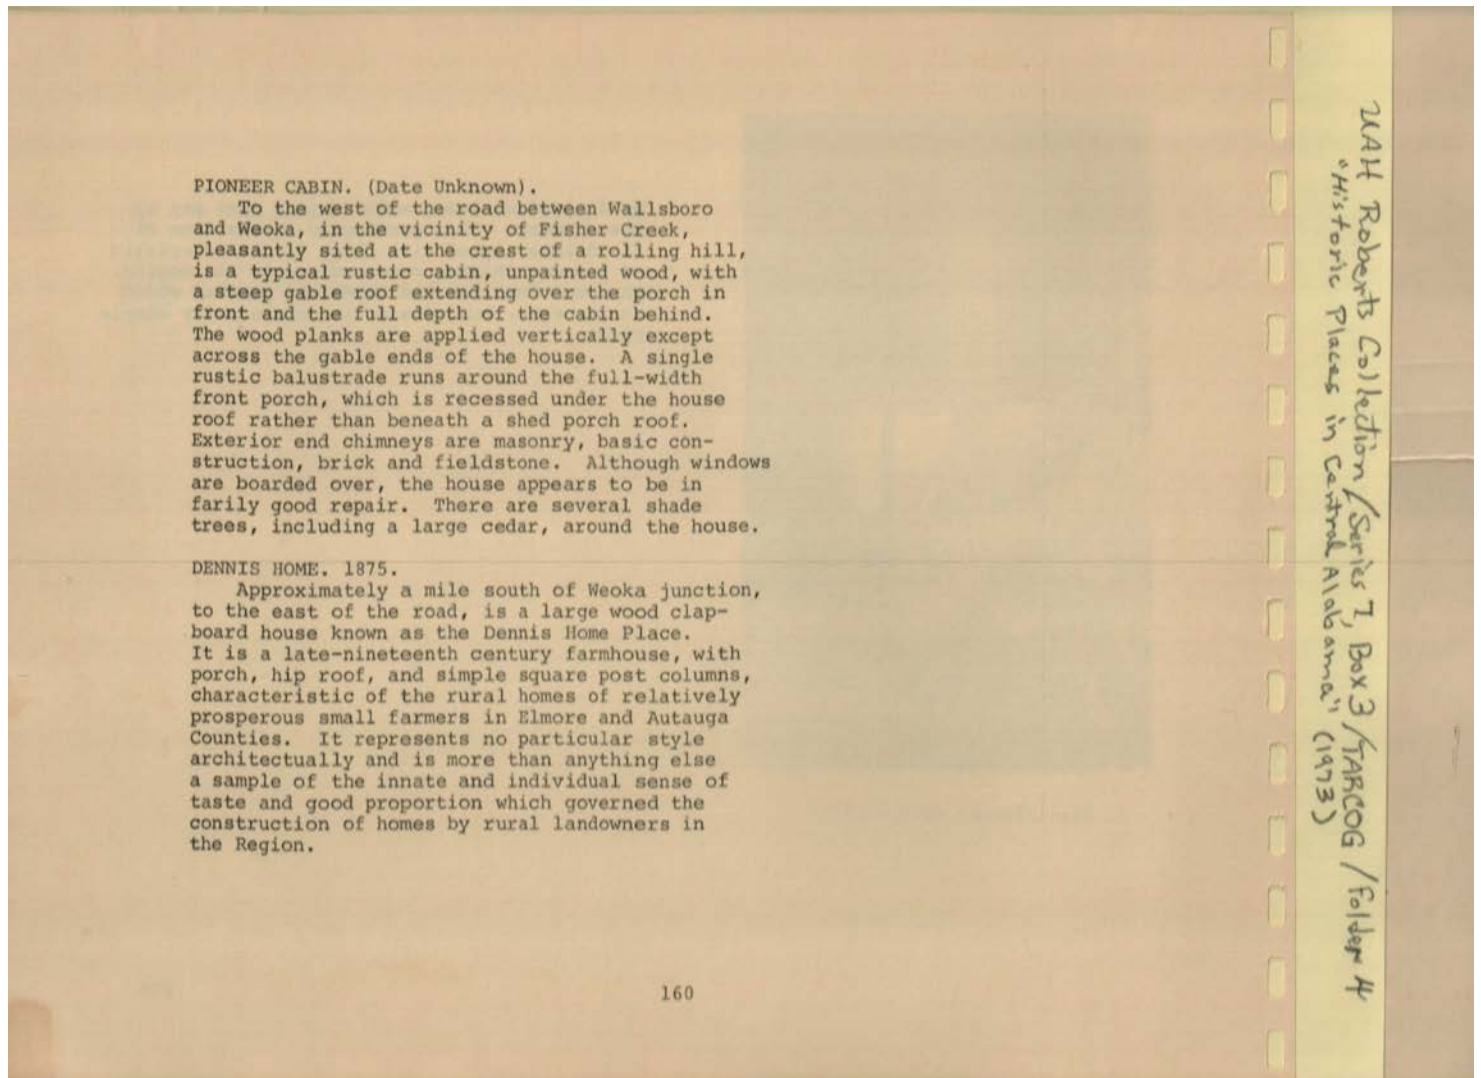 PIONEER CABIN. (Date Unknown).
To the west of the road between Wallsboro
and Weoka, in the vicinity of Fisher Creek,
pleasantly sited at the crest of a rolling hill,
is a typical rustic cabin, unpainted wood, with
a steep gable roof extending over the porch in
front and the full depth of the cabin behind.
The wood planks are applied vertically except
across the gable ends of the house. A single
rustic balustrade runs around the full-width
front porch, which is recessed under the house
roof rather than beneath a shed porch roof.
Exterior end chimneys are masonry, basic con-
struction, brick and fieldstone. Although windows
are boarded over, the house appears to be in
farily good repair. There are several shade
trees, including a large cedar, around the house.
DENNIS HOME. 1875.
Approximately a mile south of Weoka junction,
to the east of the road, is a large wood clap-
board house known as the Dennis Home Place.
It is a late-nineteenth century farmhouse, with
porch, hip roof, and simple square post columns,
characteristic of the rural homes of relatively
prosperous small farmers in Elmore and Autauga
Counties. It represents no particular style
architecturally and is more than anything else
a sample of the innate and individual sense of
taste and good proportion which governed the
construction of homes by rural landowners in
the Region.
160
UAH Roberts Collection/Series 7, Box 3/TARCOG/Folder 4
"Historic Places in Central Alabama" (1973)